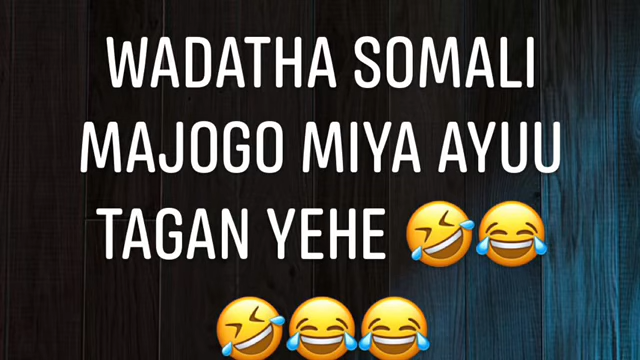 WADATHA SOMALI
MAJOGO MIYA AYUU
TAGAN YEHE 🤣😂
🤣😂😂